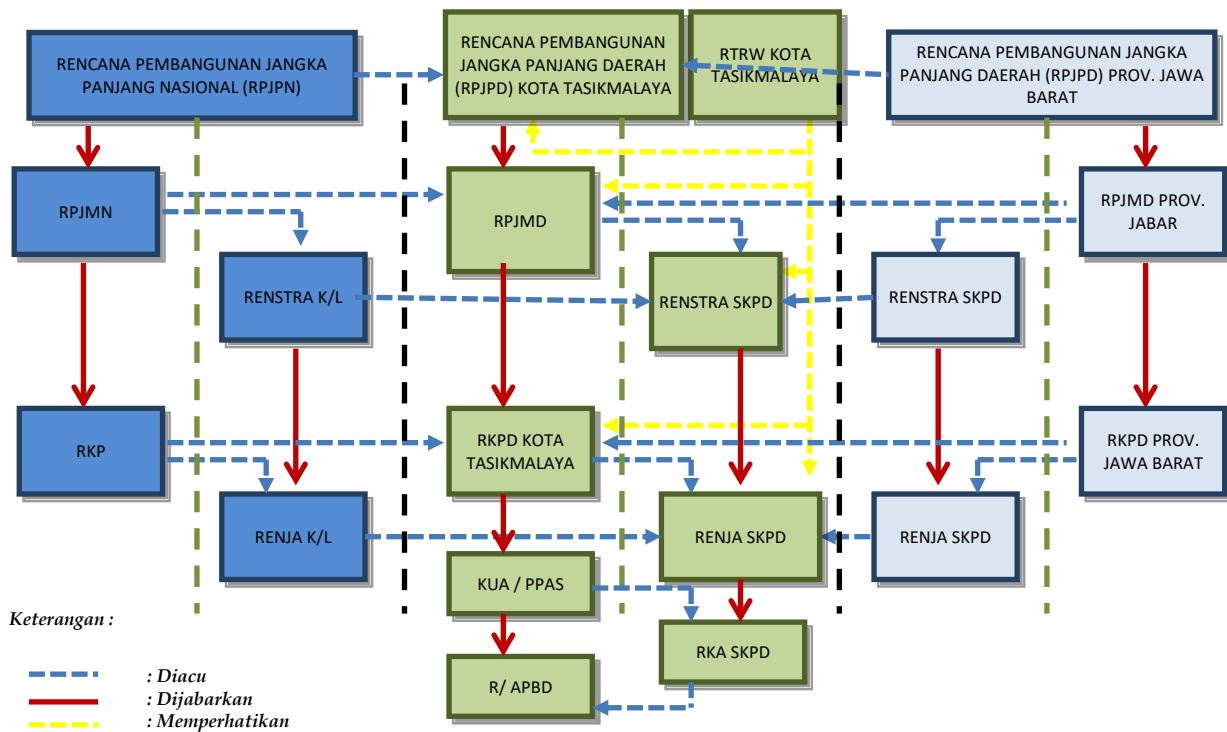 RENCANA PEMBANGUNAN JANGKA
PANJANG NASIONAL (RPJPN)
RENCANA PEMBANGUNAN
JANGKA PANJANG DAERAH
(RPJPD) KOTA TASIKMALAYA
RTRW KOTA
TASIKMALAYA
RENCANA PEMBANGUNAN JANGKA
PANJANG DAERAH (RPJPD) PROV. JAWA
BARAT
RPJMN
RPJMD
RPJMD PROV.
JABAR
RENSTRA K/L
RENSTRA SKPD
RENSTRA SKPD
RKP
RKPD KOTA
TASIKMALAYA
RKPD PROV.
JAWA BARAT
RENJA K/L
RENJA SKPD
RENJA SKPD
KUA / PPAS
RKA SKPD
R/ APBD
Keterangan :
: Diacu
: Dijabarkan
: Memperhatikan